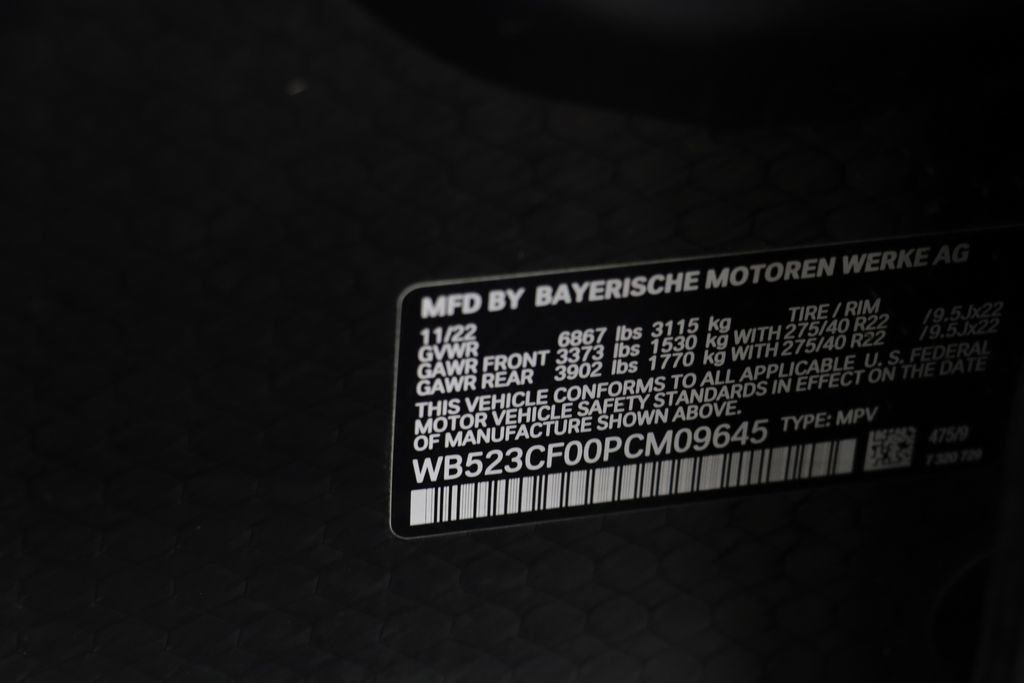 MFD BY BAYERISCHE MOTOREN WERKE AG
11/22 TIRE / RIM
GVWR 6867 lbs 3115 kg
GAWR FRONT 3373 lbs 1530 kg WITH 275/40 R22 /9.5Jx22
GAWR REAR 3902 lbs 1770 kg WITH 275/40 R22 /9.5Jx22
THIS VEHICLE CONFORMS TO ALL APPLICABLE U. S. FEDERAL
MOTOR VEHICLE SAFETY STANDARDS IN EFFECT ON THE DATE
OF MANUFACTURE SHOWN ABOVE.
WB523CF00PCM09645 TYPE: MPV
475/9
7 320 729